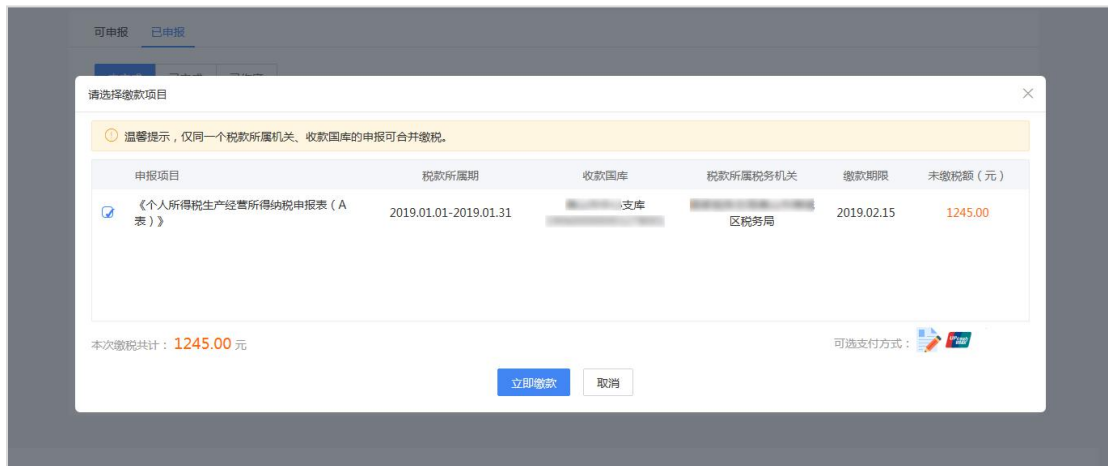 可申报 已申报
请选择缴款项目
温馨提示，仅同一个税款所属机关、收款国库的申报可合并缴税。
申报项目 税款所属期 收款国库 税款所属税务机关 缴款期限 未缴税额（元）
《个人所得税生产经营所得纳税申报表（A 2019.01.01-2019.01.31 支库 2019.02.15 1245.00
表）》 区税务局
本次缴税共计： 1245.00 元 可选支付方式：
立即缴款 取消